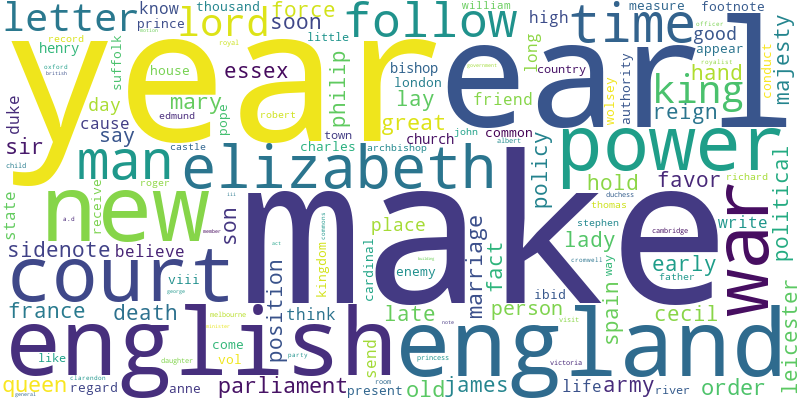 letter
lord
know
prince
thousand
soon
force
little
follow
william
high
time
measure
footnote
good
appear
officer
record
royal
oxford
british
henry
suffolk
house
essex
philip
bishop
london
lay
friend
long
country
authority
king
hand
reign
wolsey
conduct
majesty
royalist
government
year
earl
duke
sir
day
cause
say
mary
edmund
pope
robert
great
town
charles
church
common
john
albert
archbishop
castle
child
man
elizabeth
power
policy
hold
favor
richard
political
state
receive
roger
iii
new
a.d
member
son
make
war
duchess
thomas
write
stephen
cambridge
lady
way
cromwell
father
early
spain
sidenote
believe
court
viii
george
position
kingdom
commons
act
place
cardinal
enemy
marriage
fact
ibid
person
cecil
leicester
france
death
melbourne
think
late
english
england
visit
victoria
note
like
come
vol
daughter
party
send
princess
queen
regard
clarendon
general
anne
parliament
present
room
old
james
life
army
river
order